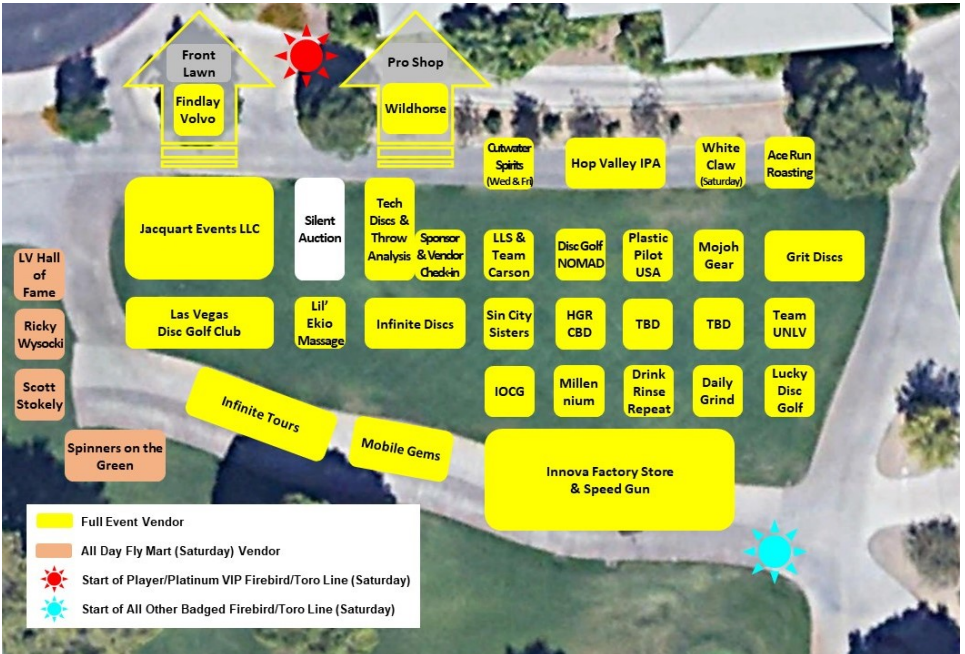 Front
Lawn
Findlay
Volvo
Pro Shop
Wildhorse
Cutwater
Spirits
(Wed & Fri)
Hop Valley IPA
White
Claw
(Saturday)
Ace Run
Roasting
Jacquart Events LLC
Silent
Auction
Tech
Discs &
Throw
Analysis
Sponsor
& Vendor
Check-in
LLS &
Team
Carson
Disc Golf
NOMAD
Plastic
Pilot
USA
Mojoh
Gear
Grit Discs
LV Hall
of
Fame
Ricky
Wysocki
Scott
Stokely
Spinners on the
Green
Las Vegas
Disc Golf Club
Lil'
Ekio
Massage
Infinite Discs
Sin City
Sisters
HGR
CBD
TBD
TBD
Team
UNLV
IOCG
Millen
nium
Drink
Rinse
Repeat
Daily
Grind
Lucky
Disc
Golf
Infinite Tours
Mobile Gems
Innova Factory Store
& Speed Gun
Full Event Vendor
All Day Fly Mart (Saturday) Vendor
Start of Player/Platinum VIP Firebird/Toro Line (Saturday)
Start of All Other Badged Firebird/Toro Line (Saturday)